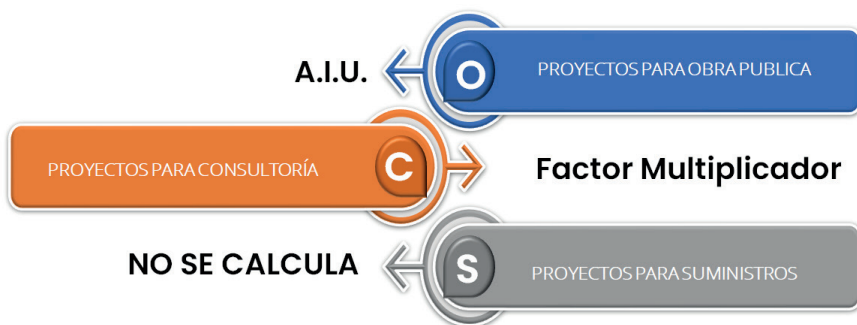 A.I.U.
O
PROYECTOS PARA OBRA PUBLICA
PROYECTOS PARA CONSULTORÍA
C
Factor Multiplicador
NO SE CALCULA
S
PROYECTOS PARA SUMINISTROS